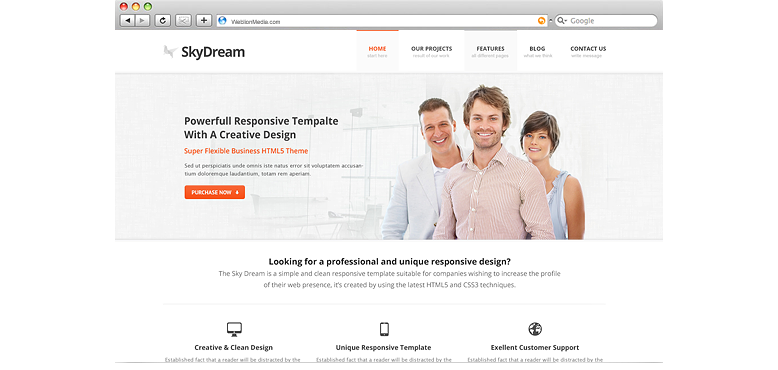 WeblionMedia.com
Google
SkyDream
HOME
OUR PROJECTS
FEATURES
BLOG
CONTACT US
start here
result of our work
all different pages
what we think
write message
Powerfull Responsive Tempalte
With A Creative Design
Super Flexible Business HTML5 Theme
Sed ut perspiciatis unde omnis iste natus error sit voluptatem accusan
tium doloremque laudantium, totam rem aperiam.
PURCHASE NOW
Looking for a professional and unique responsive design?
The Sky Dream is a simple and clean responsive template suitable for companies wishing to increase the profile
of their web presence, it's created by using the latest HTML5 and CSS3 techniques.
Creative & Clean Design
Unique Responsive Template
Exellent Customer Support
Established fact that a reader will be distracted by the
Established fact that a reader will be distracted by the
Established fact that a reader will be distracted by the